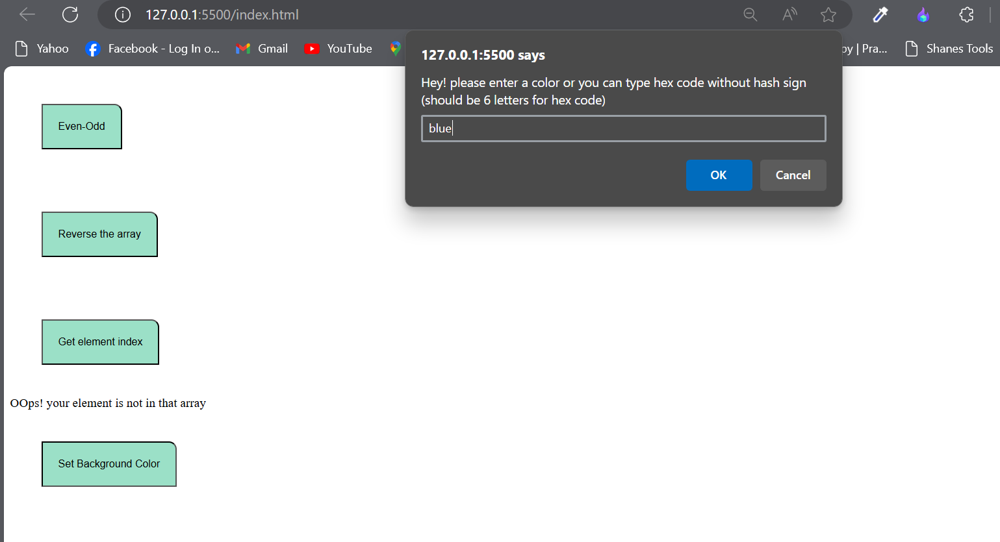 127.0.0.1:5500/index.html
Yahoo Facebook - Log In o... Gmail YouTube Pra... Shanes Tools
127.0.0.1:5500 says
Hey! please enter a color or you can type hex code without hash sign
(should be 6 letters for hex code)
blue
OK Cancel
Even-Odd
Reverse the array
Get element index
OOps! your element is not in that array
Set Background Color